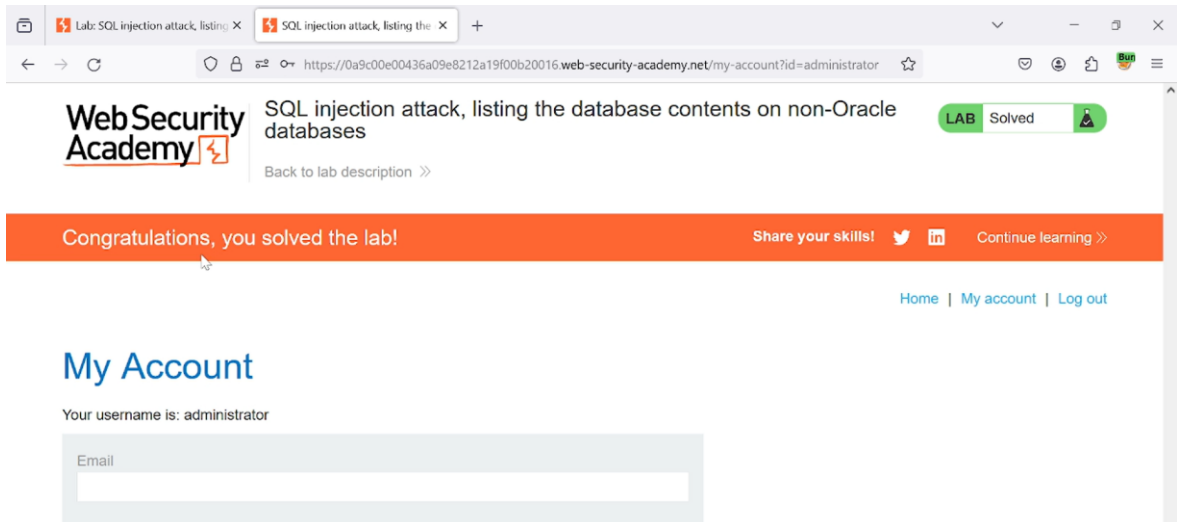 Lab: SQL injection attack, listing
SQL injection attack, listing the
https://0a9c00e00436a09e8212a19f00b20016.web-security-academy.net/my-account?id=administrator
Bur
Web Security
Academy
SQL injection attack, listing the database contents on non-Oracle
databases
Back to lab description
LAB Solved
Congratulations, you solved the lab!
Share your skills!
in
Continue learning
Home | My account | Log out
My Account
Your username is: administrator
Email